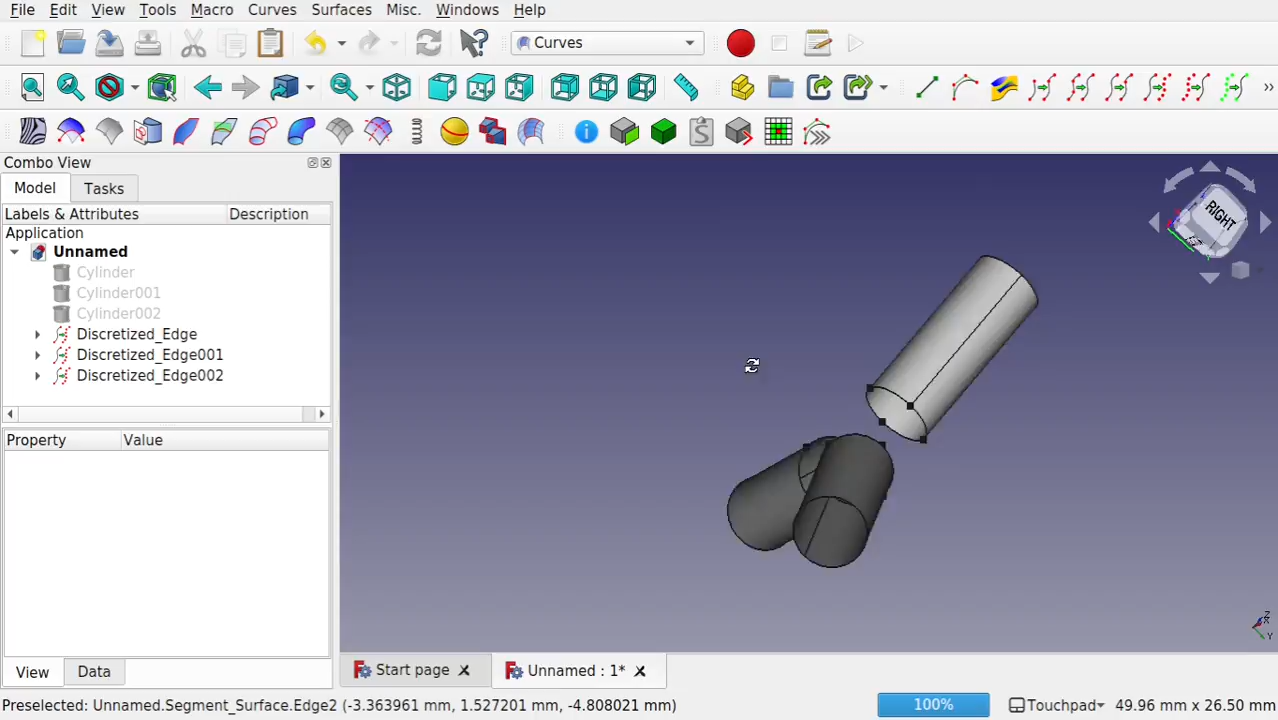 File Edit View Tools Macro Curves Surfaces Misc. Windows Help
Curves
Combo View
Model Tasks
Labels & Attributes Description
Application
Unnamed
Cylinder
Cylinder001
Cylinder002
Discretized_Edge
Discretized_Edge001
Discretized_Edge002
Property Value
View Data
RIGHT
Z
Y
Start page Unnamed : 1*
Preselected: Unnamed.Segment_Surface.Edge2 (-3.363961 mm, 1.527201 mm, -4.808021 mm) 100% Touchpad 49.96 mm x 26.50 mm